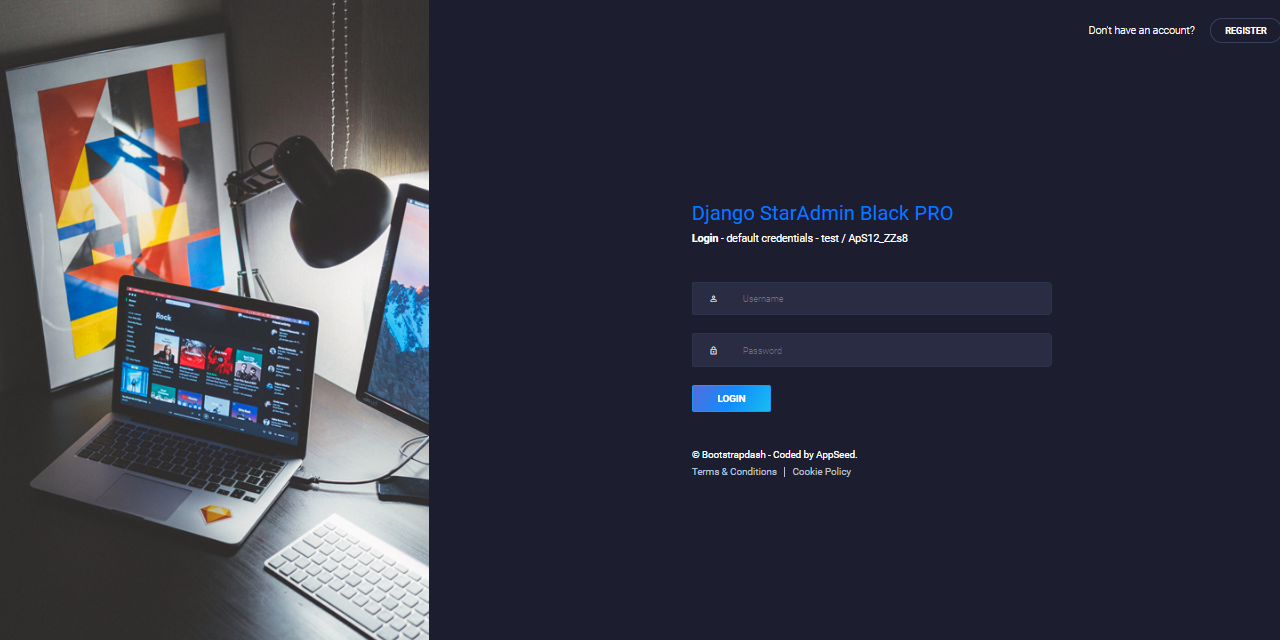 Don't have an account? REGISTER
Django StarAdmin Black PRO
Login - default credentials - test / ApS12_ZZs8
Username
Password
LOGIN
© Bootstrapdash - Coded by AppSeed.
Terms & Conditions | Cookie Policy
Rock